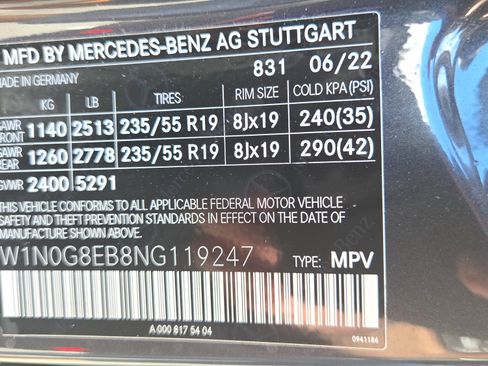 MFD BY MERCEDES-BENZ AG STUTTGART
MADE IN GERMANY 831 06/22
KG LB TIRES RIM SIZE COLD KPA(PSI)
GAWR FRONT 1140 2513 235/55 R19 8Jx19 240(35)
GAWR REAR 1260 2778 235/55 R19 8Jx19 290(42)
GVWR 2400 5291
THIS VEHICLE CONFORMS TO ALL APPLICABLE FEDERAL MOTOR VEHICLE
SAFETY AND THEFT PREVENTION STANDARDS IN EFFECT ON THE
DATE OF MANUFACTURE SHOWN ABOVE.
W1N0G8EB8NG119247 TYPE: MPV
A 000 817 54 04
0941186